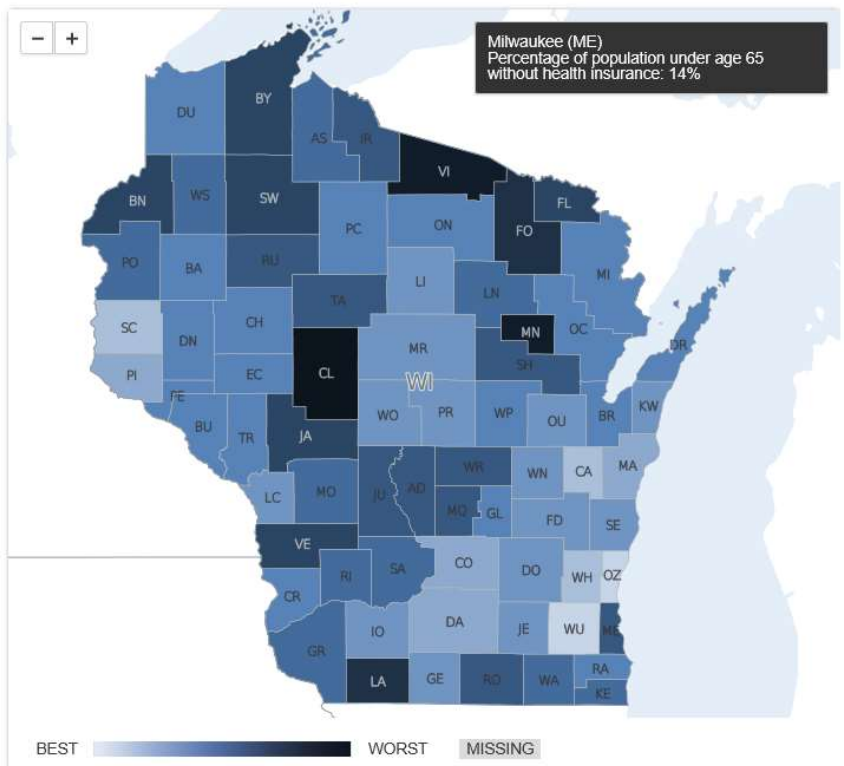 − +
Milwaukee (ME)
Percentage of population under age 65
without health insurance: 14%
DU
BY
AS
IR
VI
FL
BN
WS
SW
PC
ON
FO
PO
BA
RU
LI
LN
MI
TA
SC
DN
CH
MN
OC
DR
MR
SH
PI
EC
CL
WI
PE
BU
TR
JA
WO
PR
WP
OU
BR
KW
LC
MO
JU
AD
WR
WN
CA
MA
MQ
GL
FD
SE
VE
RI
SA
CO
DO
WH
OZ
CR
GR
IO
DA
JE
WU
ME
LA
GE
RO
WA
RA
KE
BEST
WORST
MISSING